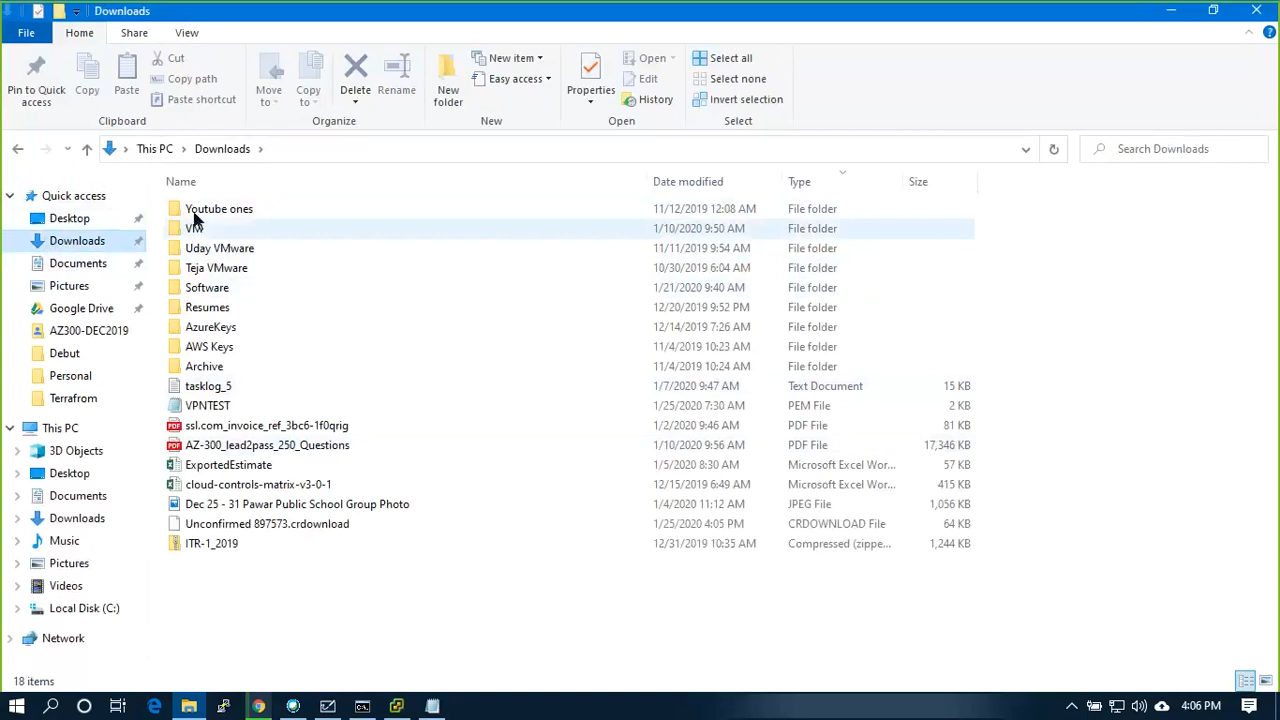 Downloads
File Home Share View
Pin to Quick access
Copy
Paste
Cut
Copy path
Paste shortcut
Clipboard
Move to
Copy to
Delete
Rename
Organize
New folder
New item
Easy access
New
Properties
Open
Edit
History
Open
Select all
Select none
Invert selection
Select
This PC Downloads
Search Downloads
Name Date modified Type Size
Youtube ones 11/12/2019 12:08 AM File folder
VM 1/10/2020 9:50 AM File folder
Uday VMware 11/11/2019 9:54 AM File folder
Teja VMware 10/30/2019 6:04 AM File folder
Software 1/21/2020 9:40 AM File folder
Resumes 12/20/2019 9:52 PM File folder
AzureKeys 12/14/2019 7:26 AM File folder
AWS Keys 11/4/2019 10:23 AM File folder
Archive 11/4/2019 10:24 AM File folder
tasklog_5 1/7/2020 9:47 AM Text Document 15 KB
VPNTEST 1/25/2020 7:30 AM PEM File 2 KB
ssl.com_invoice_ref_3bc6-1f0qrig 1/2/2020 9:46 AM PDF File 81 KB
AZ-300_lead2pass_250_Questions 1/10/2020 9:56 AM PDF File 17,346 KB
ExportedEstimate 1/5/2020 8:30 AM Microsoft Excel Wor... 57 KB
cloud-controls-matrix-v3-0-1 12/15/2019 6:49 AM Microsoft Excel Wor... 415 KB
Dec 25 - 31 Pawar Public School Group Photo 1/4/2020 11:12 AM JPEG File 1,056 KB
Unconfirmed 897573.crdownload 1/25/2020 4:05 PM CRDOWNLOAD File 64 KB
ITR-1_2019 12/31/2019 10:35 AM Compressed (zippe... 1,244 KB
Quick access
Desktop
Downloads
Documents
Pictures
Google Drive
AZ300-DEC2019
Debut
Personal
Terrafrom
This PC
3D Objects
Desktop
Documents
Downloads
Music
Pictures
Videos
Local Disk (C:)
Network
18 items
4:06 PM